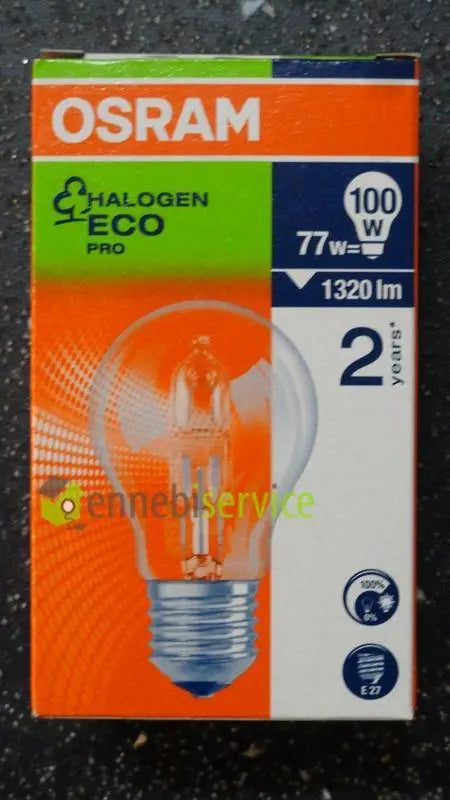 OSRAM
HALOGEN
ECO
PRO
100
W
77W=
1320 lm
2
years*
ennebiservice
100%
0%
E 27